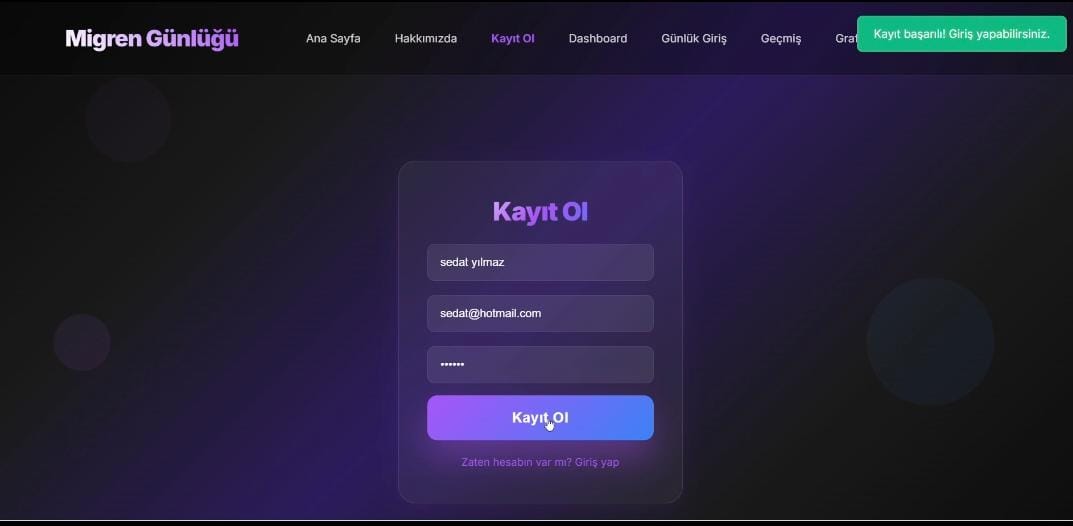 Migren Günlüğü
Ana Sayfa Hakkımızda Kayıt Ol Dashboard Günlük Giriş Geçmiş Graf
Kayıt başarılı! Giriş yapabilirsiniz.
Kayıt Ol
sedat yılmaz
sedat@hotmail.com
••••••
Kayıt Ol
Zaten hesabın var mı? Giriş yap